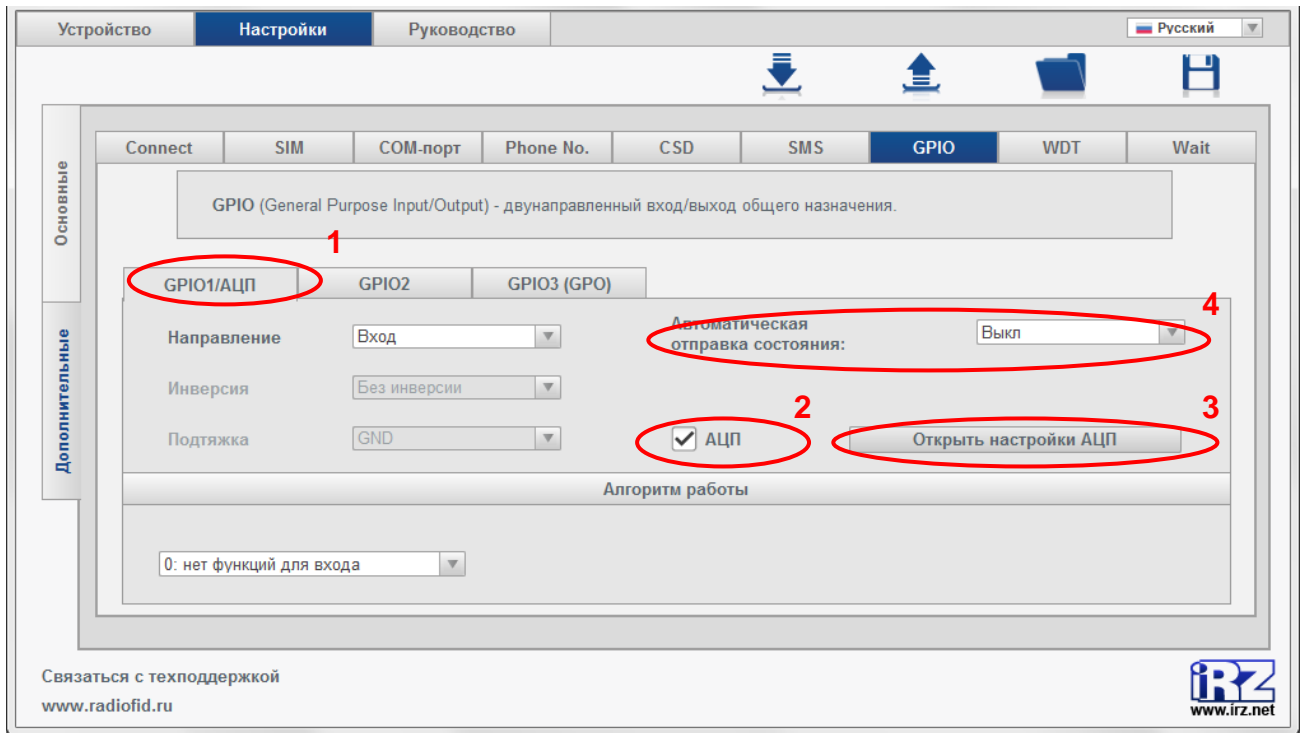 Устройство
Настройки
Руководство
Русский
Основные
Дополнительные
Connect
SIM
COM-порт
Phone No.
CSD
SMS
GPIO
WDT
Wait
GPIO (General Purpose Input/Output) - двунаправленный вход/выход общего назначения.
1
GPIO1/АЦП
GPIO2
GPIO3 (GPO)
4
Направление
Вход
Автоматическая
отправка состояния:
Выкл
Инверсия
Без инверсии
2
3
Подтяжка
GND
АЦП
Открыть настройки АЦП
Алгоритм работы
0: нет функций для входа
Связаться с техподдержкой
www.radiofid.ru
iRZ
www.irz.net